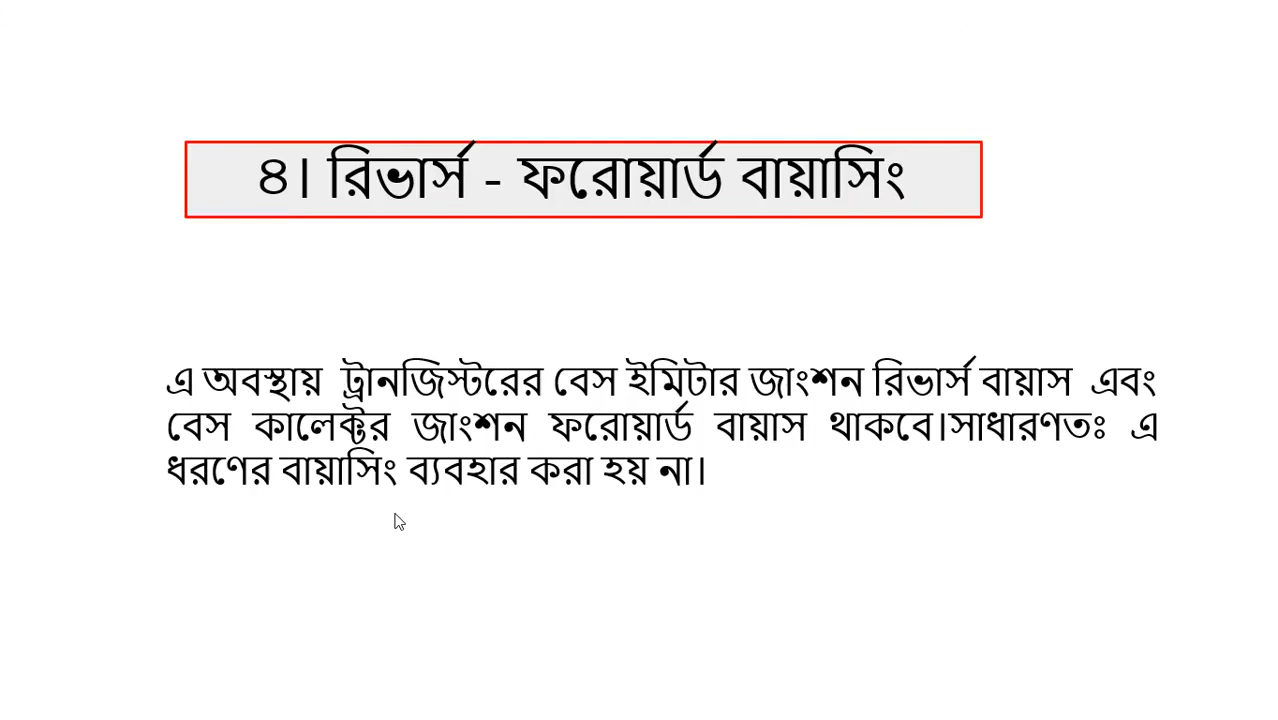 ৪। রিভার্স - ফরোয়ার্ড বায়াসিং
এ অবস্থায় ট্রানজিস্টরের বেস ইমিটার জাংশন রিভার্স বায়াস এবং
বেস কালেক্টর জাংশন ফরোয়ার্ড বায়াস থাকবে।সাধারণতঃ এ
ধরণের বায়াসিং ব্যবহার করা হয় না।